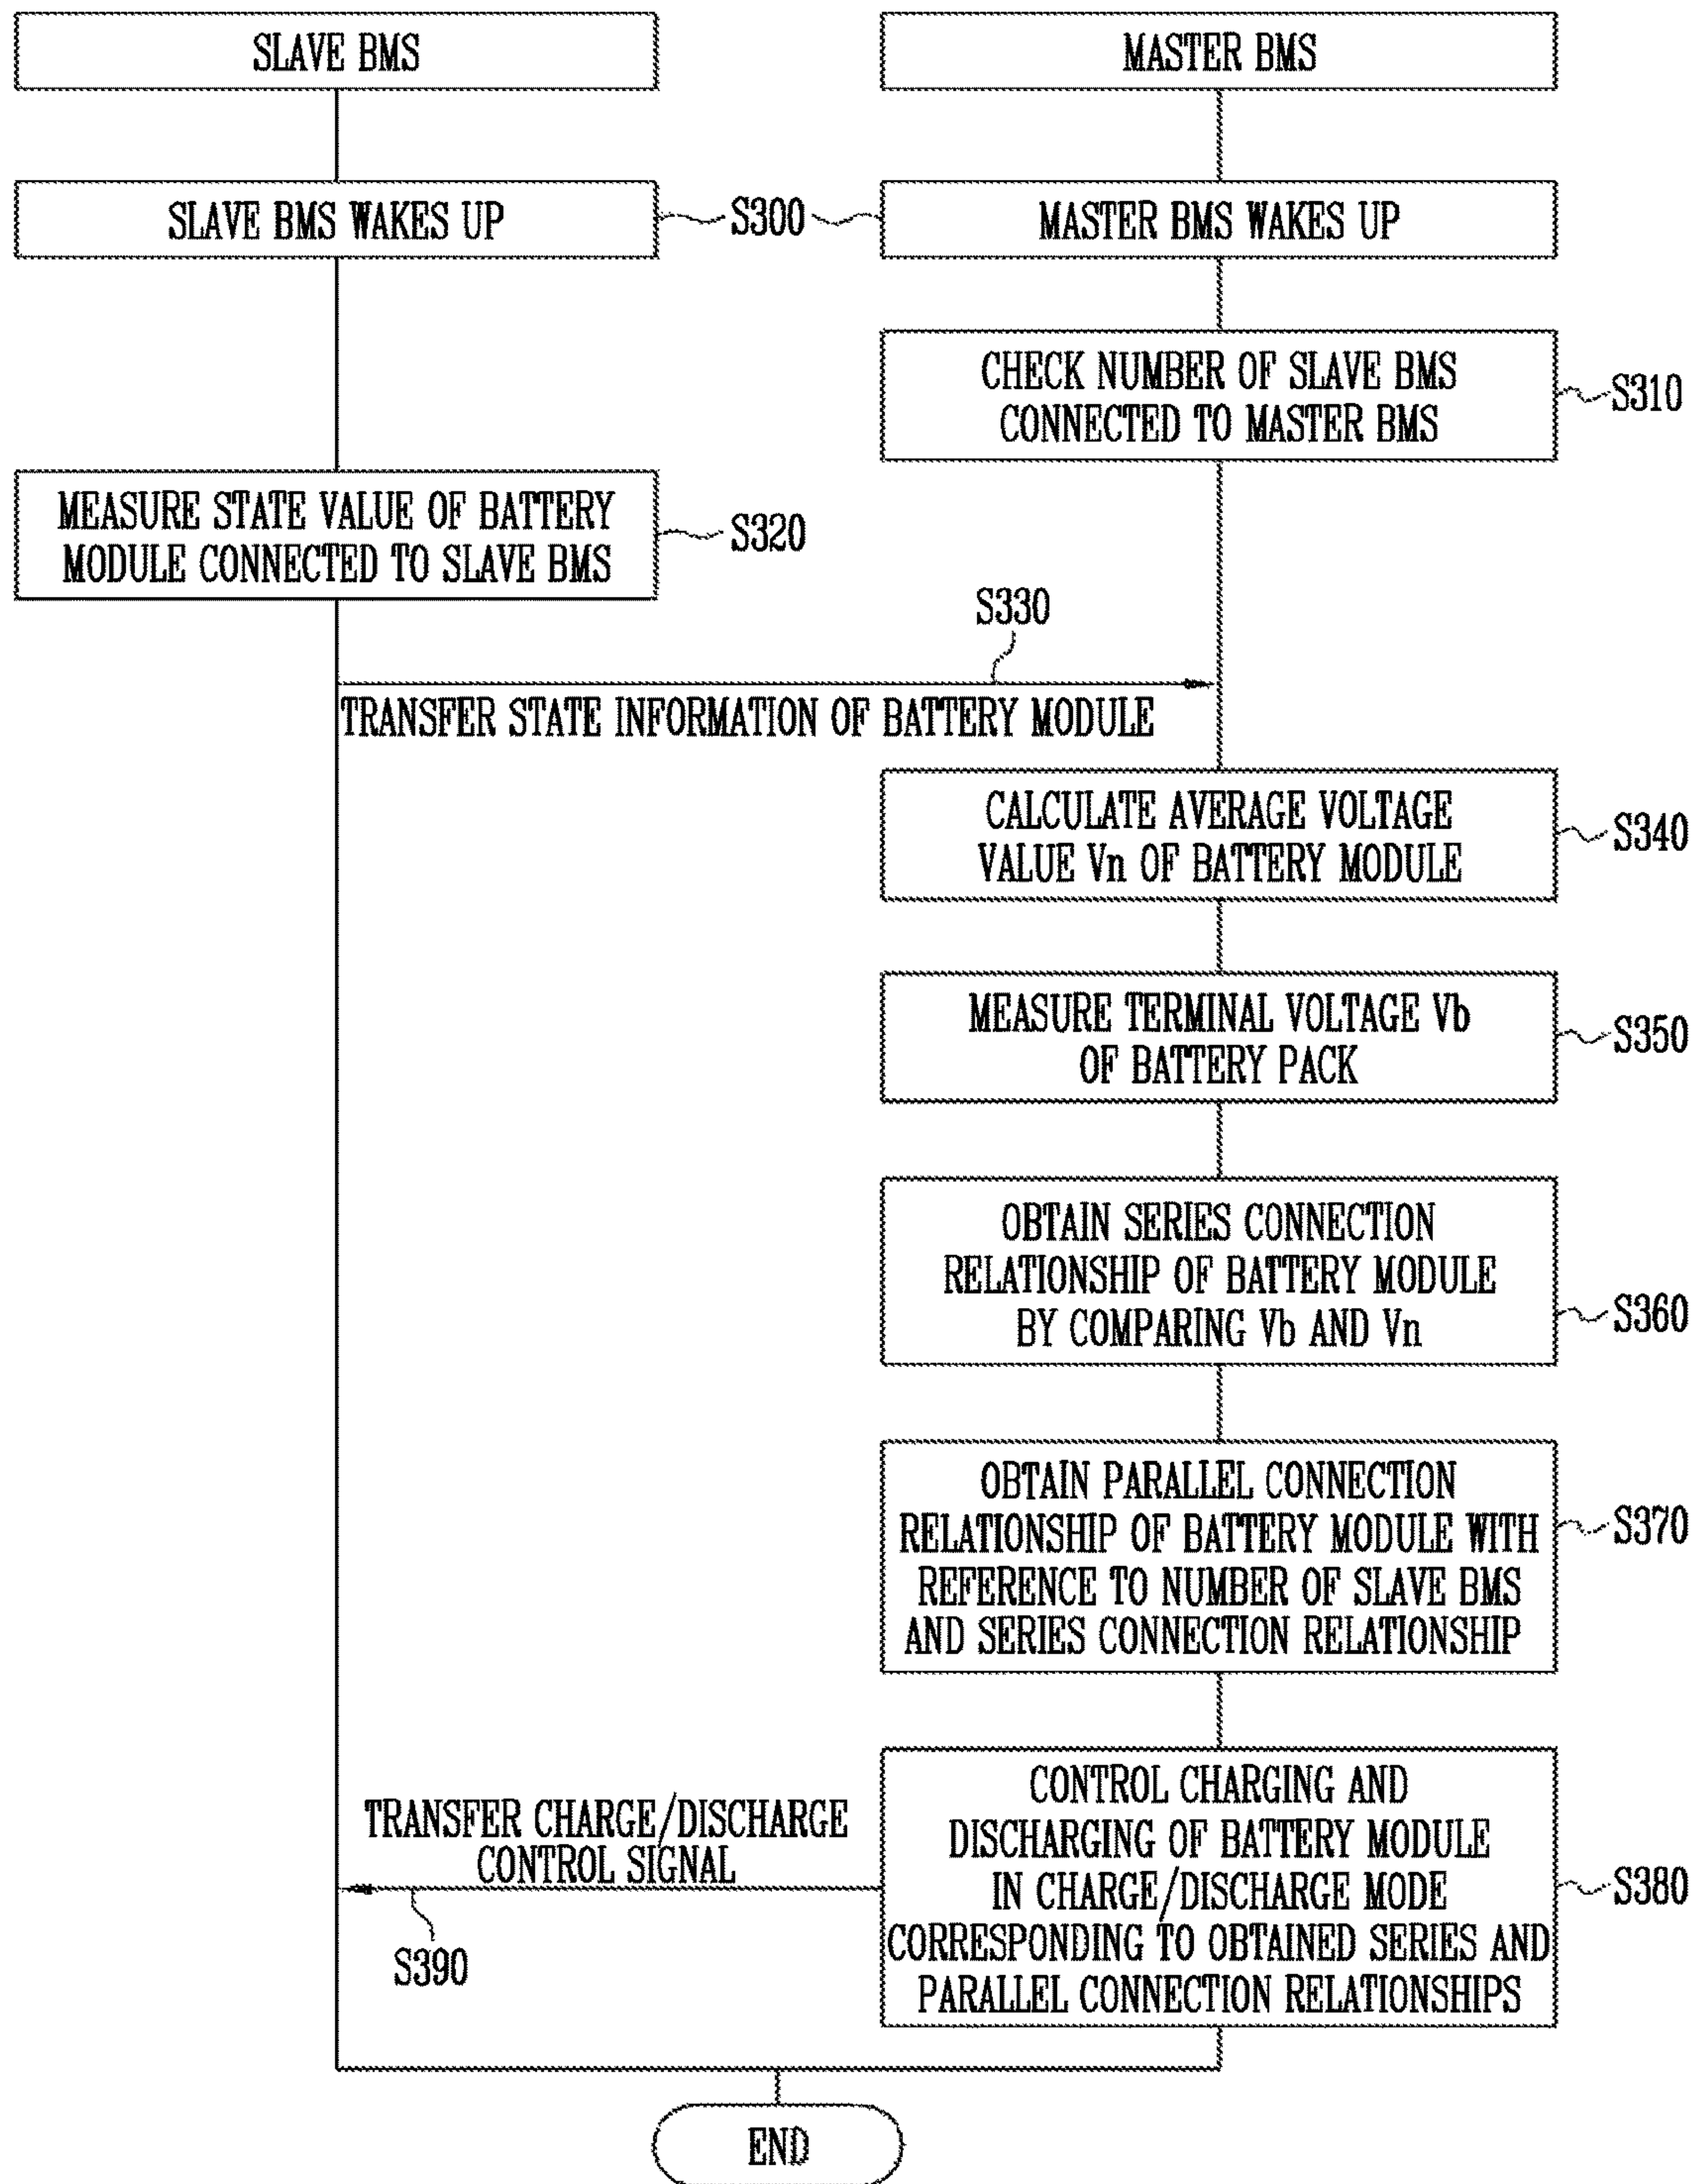 SLAVE BMS
MASTER BMS
SLAVE BMS WAKES UP
S300
MASTER BMS WAKES UP
CHECK NUMBER OF SLAVE BMS
CONNECTED TO MASTER BMS
S310
MEASURE STATE VALUE OF BATTERY
MODULE CONNECTED TO SLAVE BMS
S320
S330
TRANSFER STATE INFORMATION OF BATTERY MODULE
CALCULATE AVERAGE VOLTAGE
VALUE Vn OF BATTERY MODULE
S340
MEASURE TERMINAL VOLTAGE Vb
OF BATTERY PACK
S350
OBTAIN SERIES CONNECTION
RELATIONSHIP OF BATTERY MODULE
BY COMPARING Vb AND Vn
S360
OBTAIN PARALLEL CONNECTION
RELATIONSHIP OF BATTERY MODULE WITH
REFERENCE TO NUMBER OF SLAVE BMS
AND SERIES CONNECTION RELATIONSHIP
S370
CONTROL CHARGING AND
DISCHARGING OF BATTERY MODULE
IN CHARGE/DISCHARGE MODE
CORRESPONDING TO OBTAINED SERIES AND
PARALLEL CONNECTION RELATIONSHIPS
S380
TRANSFER CHARGE/DISCHARGE
CONTROL SIGNAL
S390
END